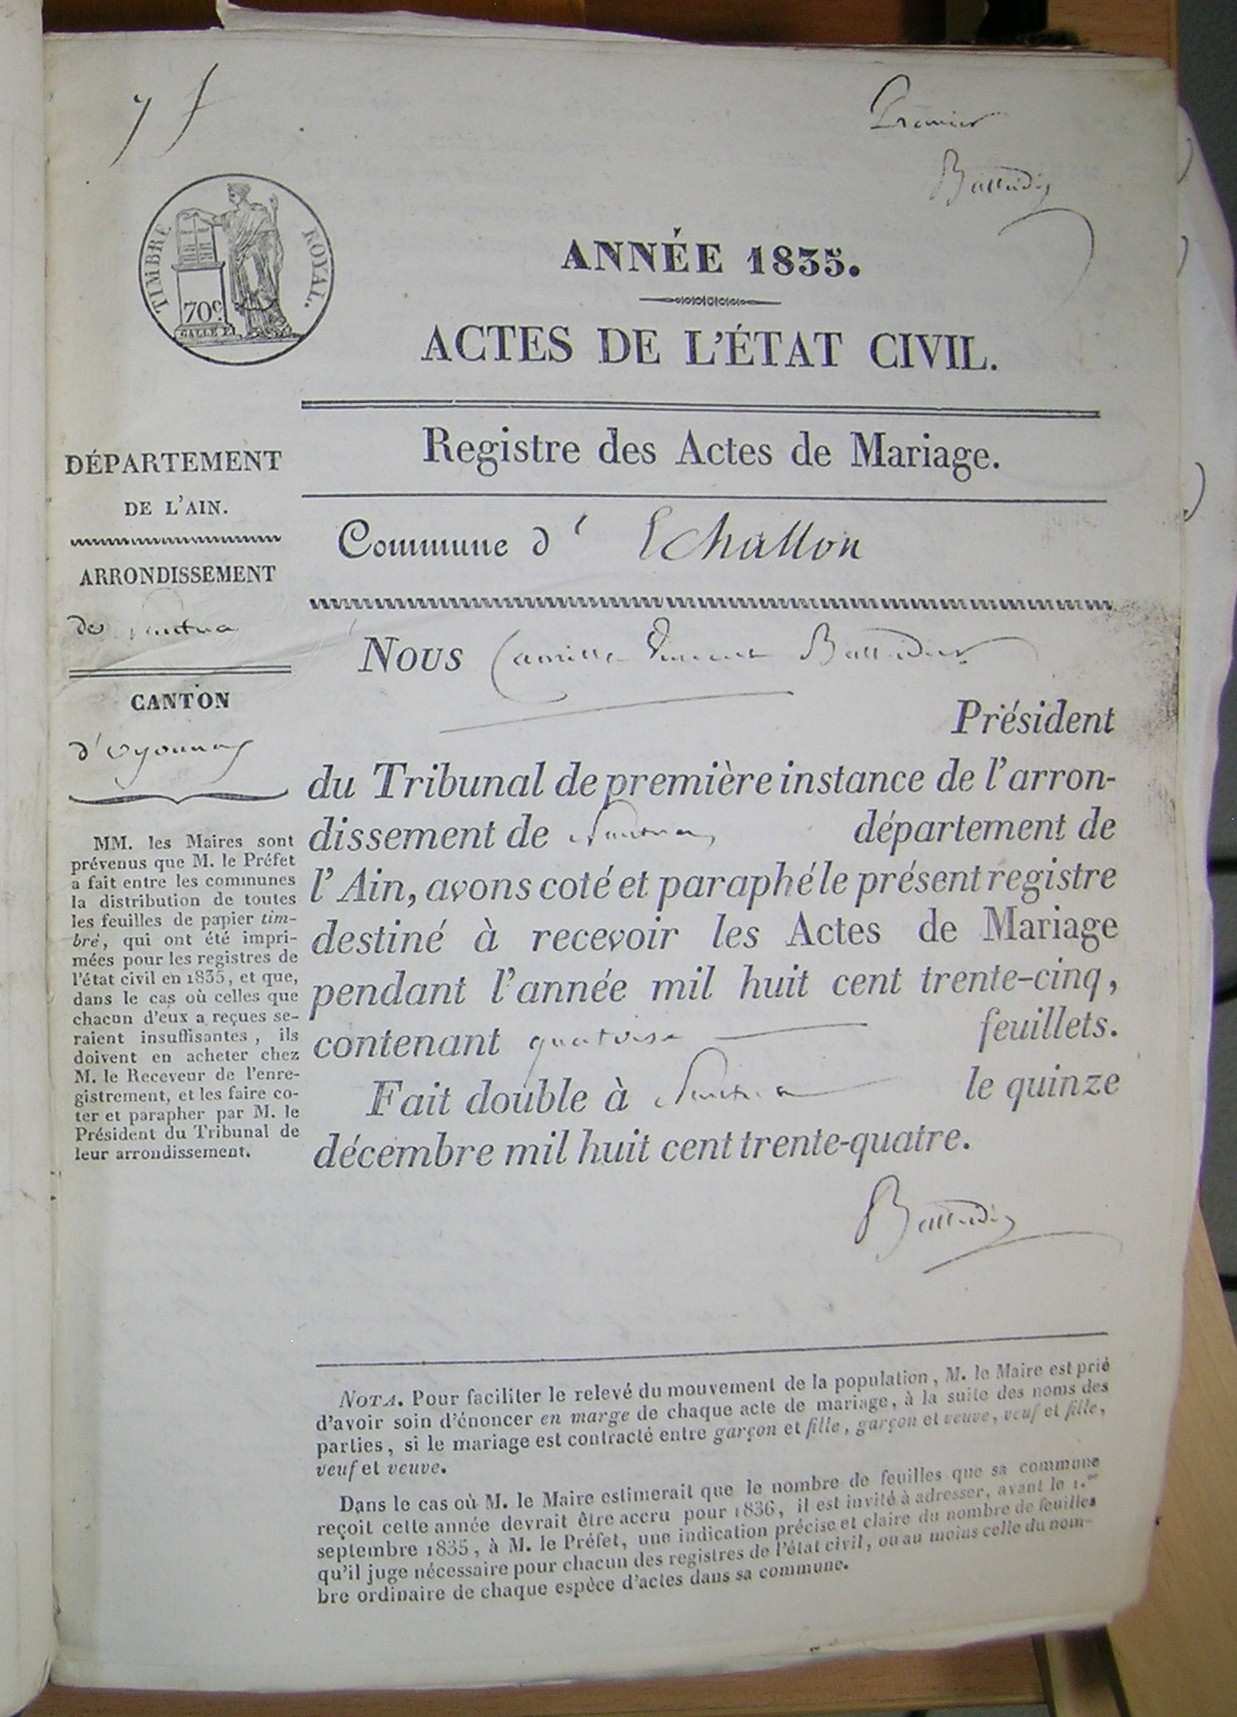 Premier
TIMBRE ROYAL.
70c
GALLE F.
ANNÉE 1835.
ACTES DE L'ÉTAT CIVIL.
Registre des Actes de Mariage.
Commune d' Echallon
DÉPARTEMENT
DE L'AIN.
ARRONDISSEMENT
de Nantua
CANTON
d'oyonnax
MM. les Maires sont
prévenus que M. le Préfet
a fait entre les communes
la distribution de toutes
les feuilles de papier tim-
bré, qui ont été impri-
mées pour les registres de
l'état civil en 1835, et que,
dans le cas où celles que
chacun d'eux a reçues se-
raient insuffisantes, ils
doivent en acheter chez
M. le Receveur de l'enre-
gistrement, et les faire co-
ter et parapher par M. le
Président du Tribunal de
leur arrondissement.
Nous Camille Vincent
Président
du Tribunal de première instance de l'arron-
dissement de Nantua, département de
l'Ain, avons coté et paraphé le présent registre
destiné à recevoir les Actes de Mariage
pendant l'année mil huit cent trente-cinq,
contenant quatorze feuillets.
Fait double à Nantua le quinze
décembre mil huit cent trente-quatre.
NOTA. Pour faciliter le relevé du mouvement de la population, M. le Maire est prié
d'avoir soin d'énoncer en marge de chaque acte de mariage, à la suite des noms des
parties, si le mariage est contracté entre garçon et fille, garçon et veuve, veuf et fille,
veuf et veuve.
Dans le cas où M. le Maire estimerait que le nombre de feuilles que sa commune
reçoit cette année devrait être accru pour 1836, il est invité à adresser, avant le 1.er
septembre 1835, à M. le Préfet, une indication précise et claire du nombre de feuilles
qu'il juge nécessaire pour chacun des registres de l'état civil, ou au moins celle du nom-
bre ordinaire de chaque espèce d'actes dans sa commune.